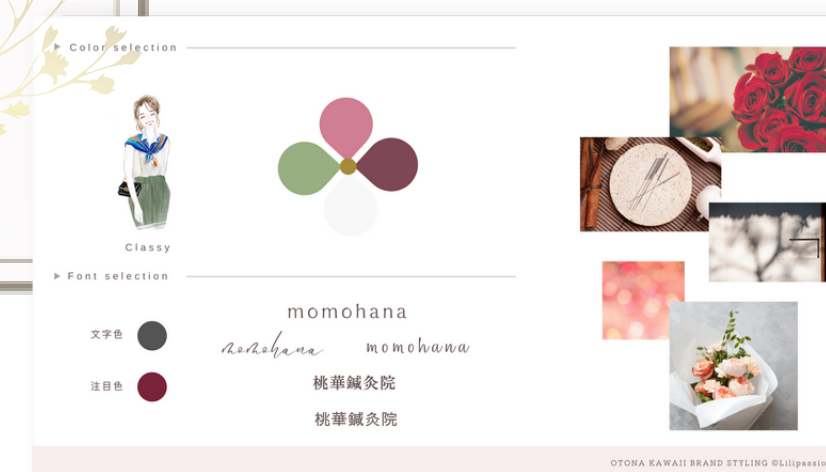 ▶ Color selection
Classy
▶ Font selection
文字色
注目色
momohana
momohana momohana
桃華鍼灸院
桃華鍼灸院
OTONA KAWAII BRAND STYLING ©Lilipassio